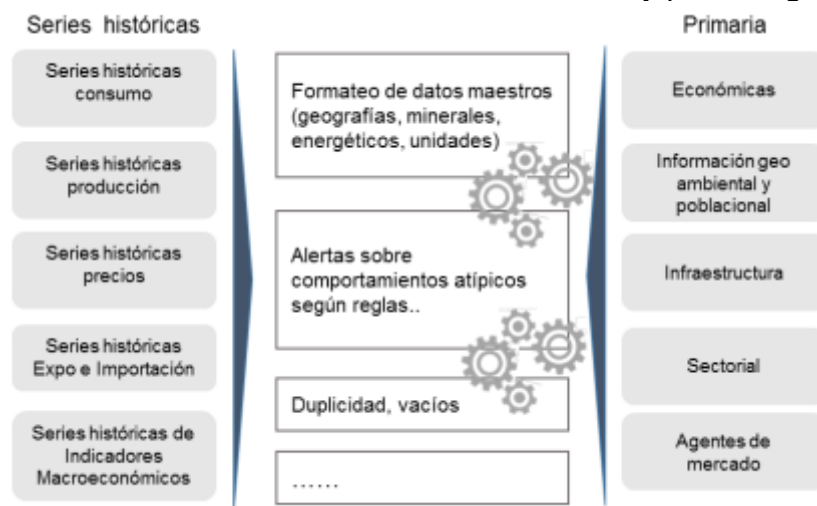 Series históricas
Series históricas
consumo
Series históricas
producción
Series históricas
precios
Series históricas
Expo e Importación
Series históricas de
Indicadores
Macroeconómicos
Formateo de datos maestros
(geografías, minerales,
energéticos, unidades)
Alertas sobre
comportamientos atípicos
según reglas..
Duplicidad, vacíos
......
Primaria
Económicas
Información geo
ambiental y
poblacional
Infraestructura
Sectorial
Agentes de
mercado